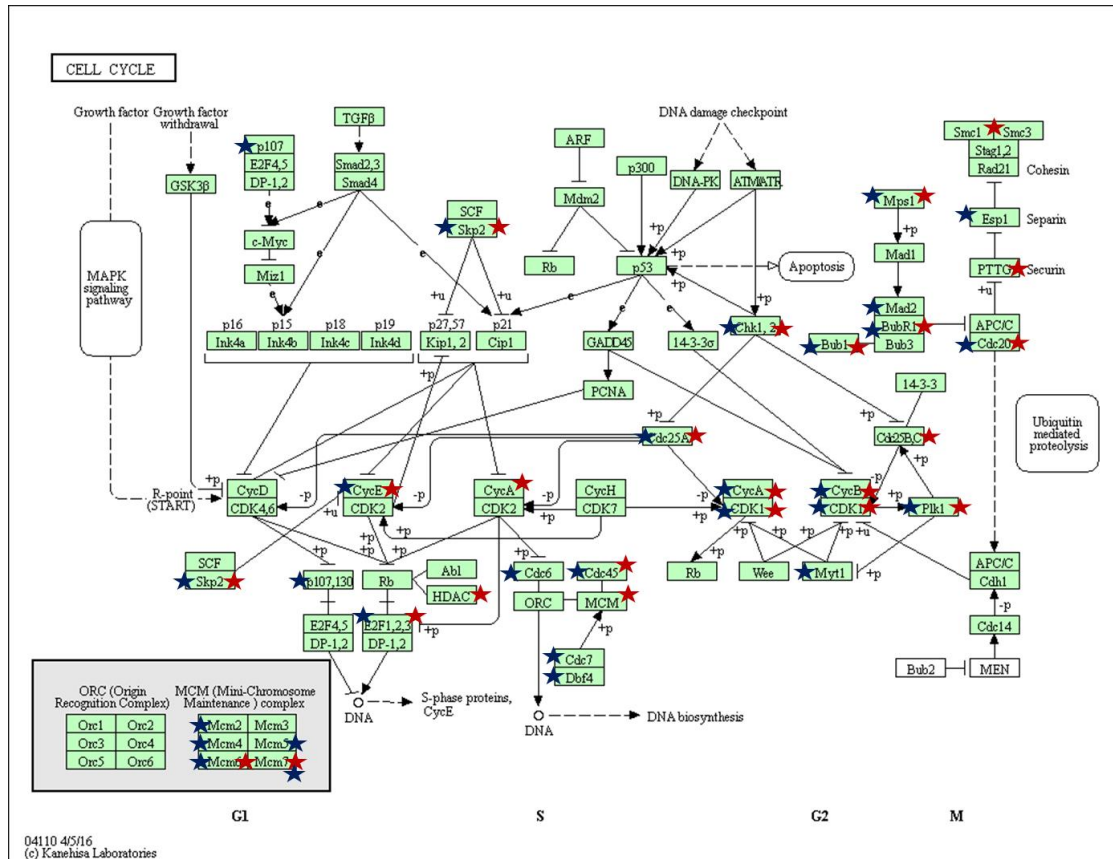 CELL CYCLE
Growth factor
Growth factor
withdrawal
TGFβ
DNA damage checkpoint
p107
E2F4,5
DP-1,2
GSK3β
Smad2,3
Smad4
ARF
Mdm2
p300
DNA-PK
ATM/ATR
Smc1
Smc3
Stag1,2
Rad21
Cohesin
Mps1
Esp1
Separin
SCF
Skp2
c-Myc
Miz1
Rb
p53
Apoptosis
Mad1
PTTG
Securin
MAPK
signaling
pathway
e
e
e
e
e
e
e
+p
+p
+p
+p
+p
+u
+u
+u
p16
p15
p18
p19
p27,57
p21
Ink4a
Ink4b
Ink4c
Ink4d
Kip1, 2
Cip1
GADD45
14-3-3σ
Chk1, 2
Mad2
BubR1
Bub3
Bub1
APC/C
Cdc20
+p
PCNA
14-3-3
Ubiquitin
mediated
proteolysis
+p
+p
Cdc25A
Cdc25B,C
R-point
(START)
+p
-p
-p
-p
-p
-p
+p
CycD
CDK4,6
CycE
CDK2
CycA
CDK2
CycH
CDK7
CycA
CDK1
CycB
CDK1
Plk1
+u
+p
+p
+p
+p
+p
+p
+p
+p
+u
+p
SCF
Skp2
p107,130
Rb
Abl
HDAC
Cdc6
Cdc45
ORC
MCM
Rb
Wee
Myt1
APC/C
Cdh1
-p
Cdc14
E2F4,5
DP-1,2
E2F1,2,3
DP-1,2
+p
+p
Cdc7
Dbf4
Bub2
MEN
DNA
S-phase proteins,
CycE
DNA
DNA biosynthesis
ORC (Origin
Recognition Complex)
MCM (Mini-Chromosome
Maintenance ) complex
Orc1
Orc2
Mcm2
Mcm3
Orc3
Orc4
Mcm4
Mcm5
Orc5
Orc6
Mcm6
Mcm7
G1
S
G2
M
04110 4/5/16
(c) Kanehisa Laboratories